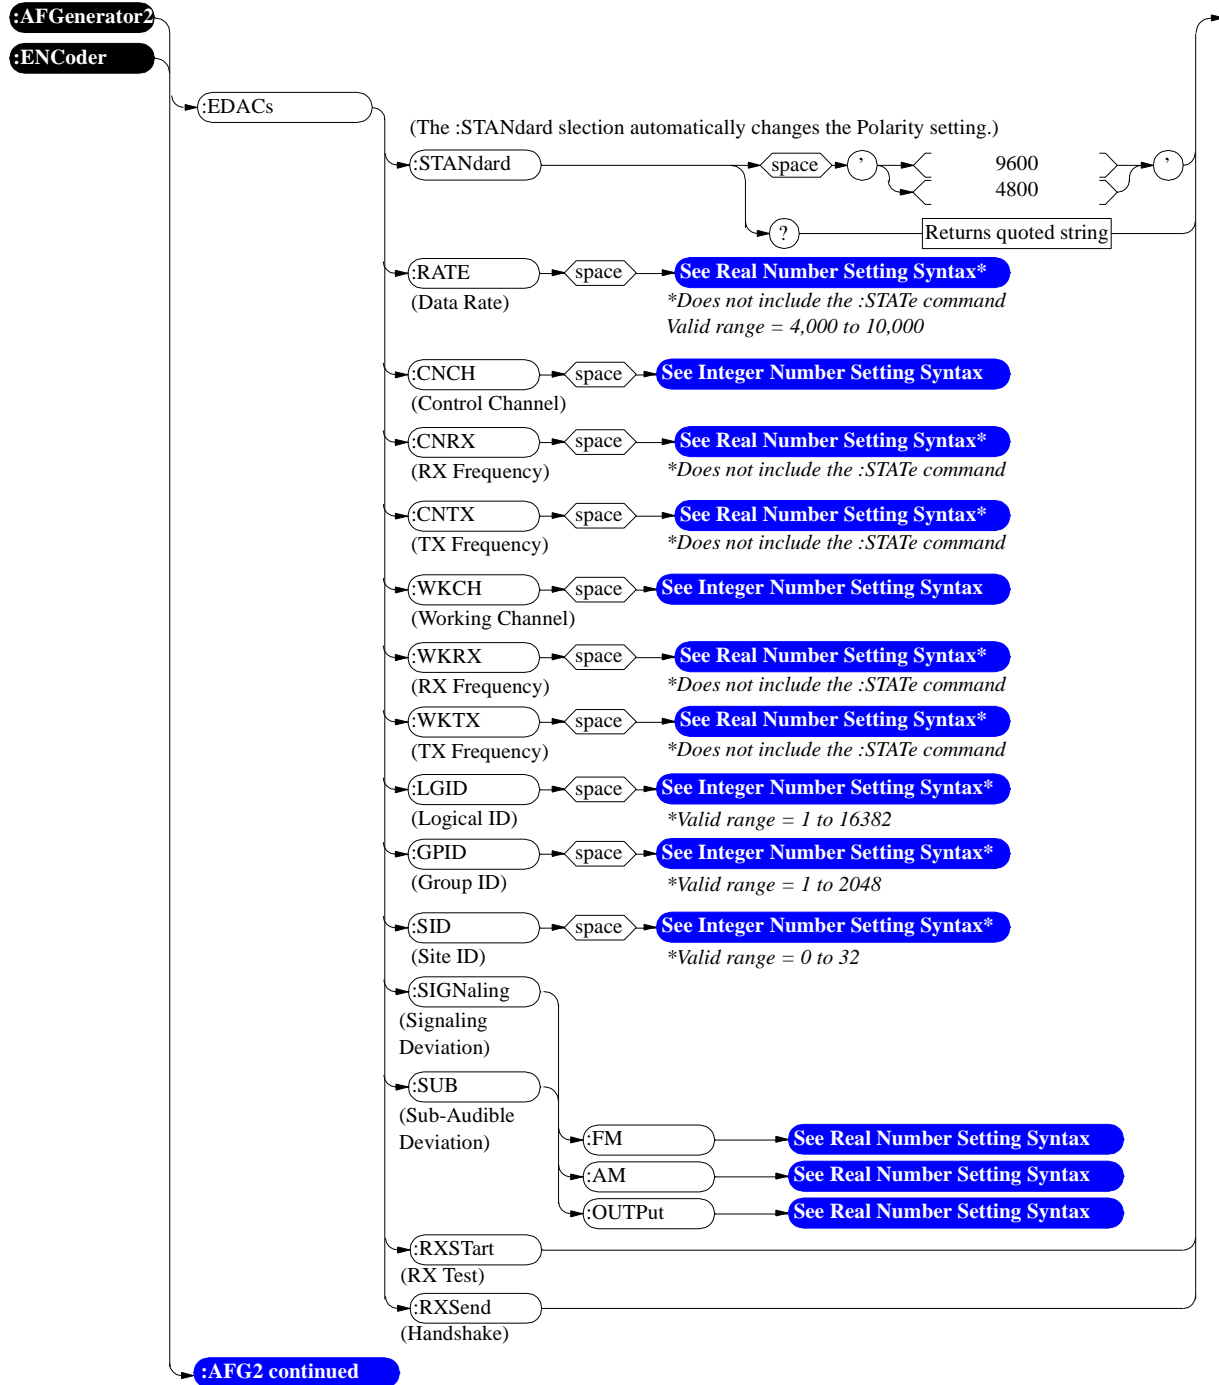 :AFGenerator2
:ENCoder
:EDACs
(The :STANdard slection automatically changes the Polarity setting.)
:STANdard space ' 9600 '
4800
? Returns quoted string
:RATE space See Real Number Setting Syntax*
(Data Rate) *Does not include the :STATe command
Valid range = 4,000 to 10,000
:CNCH space See Integer Number Setting Syntax
(Control Channel)
:CNRX space See Real Number Setting Syntax*
(RX Frequency) *Does not include the :STATe command
:CNTX space See Real Number Setting Syntax*
(TX Frequency) *Does not include the :STATe command
:WKCH space See Integer Number Setting Syntax
(Working Channel)
:WKRX space See Real Number Setting Syntax*
(RX Frequency) *Does not include the :STATe command
:WKTX space See Real Number Setting Syntax*
(TX Frequency) *Does not include the :STATe command
:LGID space See Integer Number Setting Syntax*
(Logical ID) *Valid range = 1 to 16382
:GPID space See Integer Number Setting Syntax*
(Group ID) *Valid range = 1 to 2048
:SID space See Integer Number Setting Syntax*
(Site ID) *Valid range = 0 to 32
:SIGNaling
(Signaling
Deviation)
:SUB
(Sub-Audible
Deviation)
:FM See Real Number Setting Syntax
:AM See Real Number Setting Syntax
:OUTPut See Real Number Setting Syntax
:RXSTart
(RX Test)
:RXSend
(Handshake)
:AFG2 continued